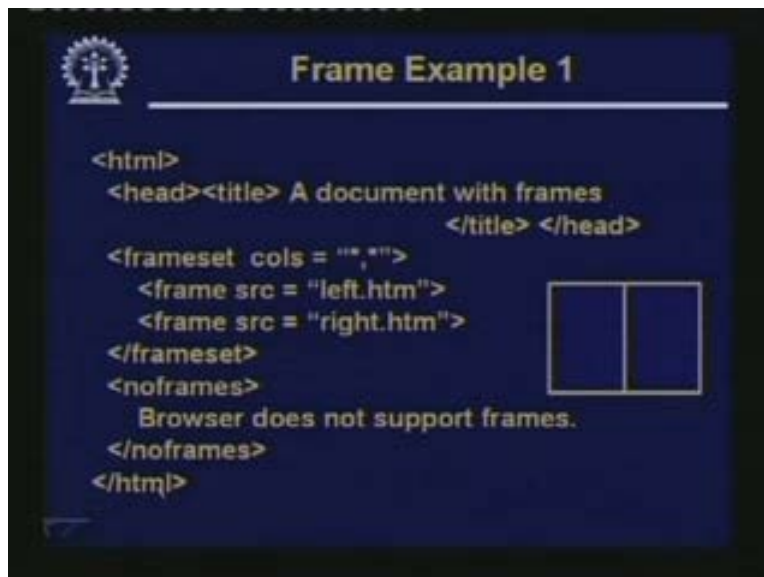 Frame Example 1
<html>
<head><title> A document with frames
</title> </head>
<frameset cols = "*,*">
<frame src = "left.htm">
<frame src = "right.htm">
</frameset>
<noframes>
Browser does not support frames.
</noframes>
</html>